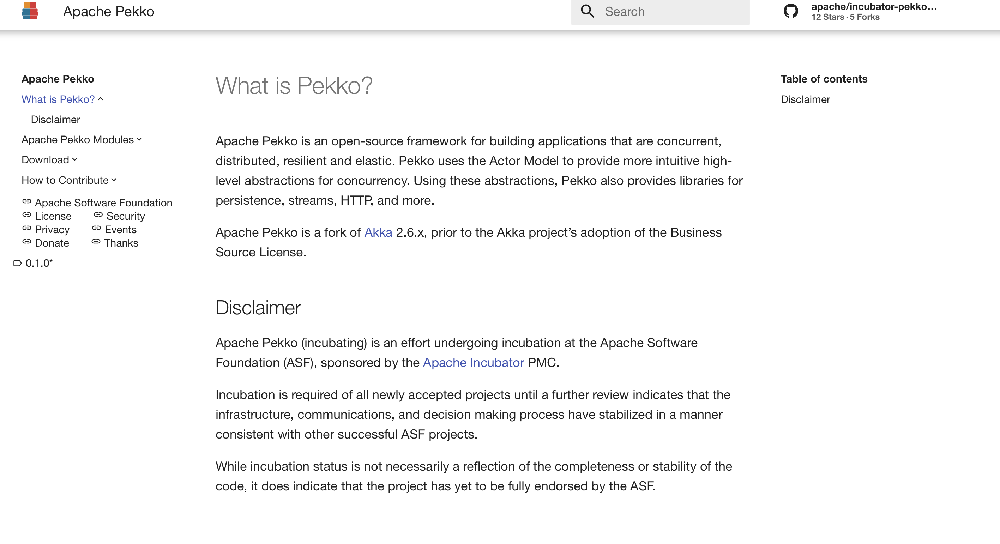 Apache Pekko
Search
apache/incubator-pekko...
12 Stars · 5 Forks
Apache Pekko
What is Pekko?
Disclaimer
Apache Pekko Modules
Download
How to Contribute
Apache Software Foundation
License Security
Privacy Events
Donate Thanks
0.1.0*
What is Pekko?
Apache Pekko is an open-source framework for building applications that are concurrent,
distributed, resilient and elastic. Pekko uses the Actor Model to provide more intuitive high-
level abstractions for concurrency. Using these abstractions, Pekko also provides libraries for
persistence, streams, HTTP, and more.
Apache Pekko is a fork of Akka 2.6.x, prior to the Akka project’s adoption of the Business
Source License.
Disclaimer
Apache Pekko (incubating) is an effort undergoing incubation at the Apache Software
Foundation (ASF), sponsored by the Apache Incubator PMC.
Incubation is required of all newly accepted projects until a further review indicates that the
infrastructure, communications, and decision making process have stabilized in a manner
consistent with other successful ASF projects.
While incubation status is not necessarily a reflection of the completeness or stability of the
code, it does indicate that the project has yet to be fully endorsed by the ASF.
Table of contents
Disclaimer